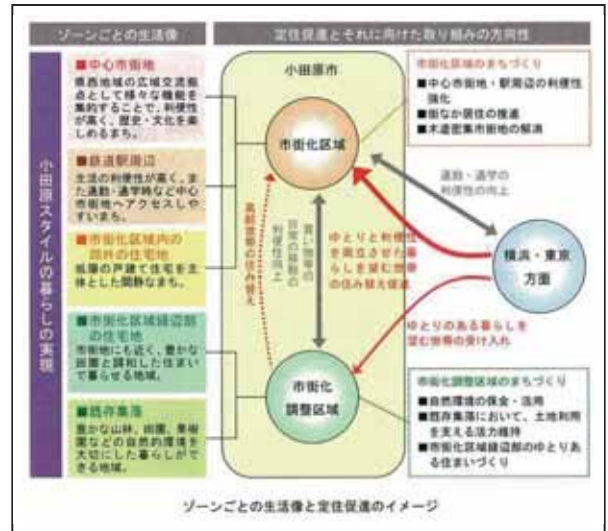 ゾーンごとの生活像
定住促進とそれに向けた取り組みの方向性
小田原スタイルの暮らしの実現
■中心市街地
県西地域の広域交流拠
点として様々な機能を
集約することで、利便性
が高く、歴史・文化を楽
しめるまち。
■鉄道駅周辺
生活の利便性が高く、ま
た通勤・通学時など中心
市街地へアクセスしや
すいまち。
■市街化区域内の
郊外の住宅地
低層の戸建て住宅を主
体とした閑静なまち。
■市街化区域縁辺部
の住宅地
市街地にも近く、豊かな
田園と調和した住まい
で暮らせる地域。
■既存集落
豊かな山林、田園、果樹
園などの自然的環境を
大切にした暮らしがで
きる地域。
小田原市
市街化区域
高齢世帯の住み替え
買い物等の
日常の移動の
利便性向上
市街化
調整区域
市街化区域のまちづくり
■中心市街地・駅周辺の利便性
強化
■街なか居住の推進
■木造密集市街地の解消
通勤・通学の
利便性の向上
ゆとりと利便性
を両立させた暮
らしを望む世帯
の住み替え促進
横浜・東京
方面
ゆとりのある暮らしを
望む世帯の受け入れ
市街化調整区域のまちづくり
■自然環境の保全・活用
■既存集落において、土地利用
を支える活力維持
■市街化区域縁辺部のゆとりあ
る住まいづくり
ゾーンごとの生活像と定住促進のイメージ